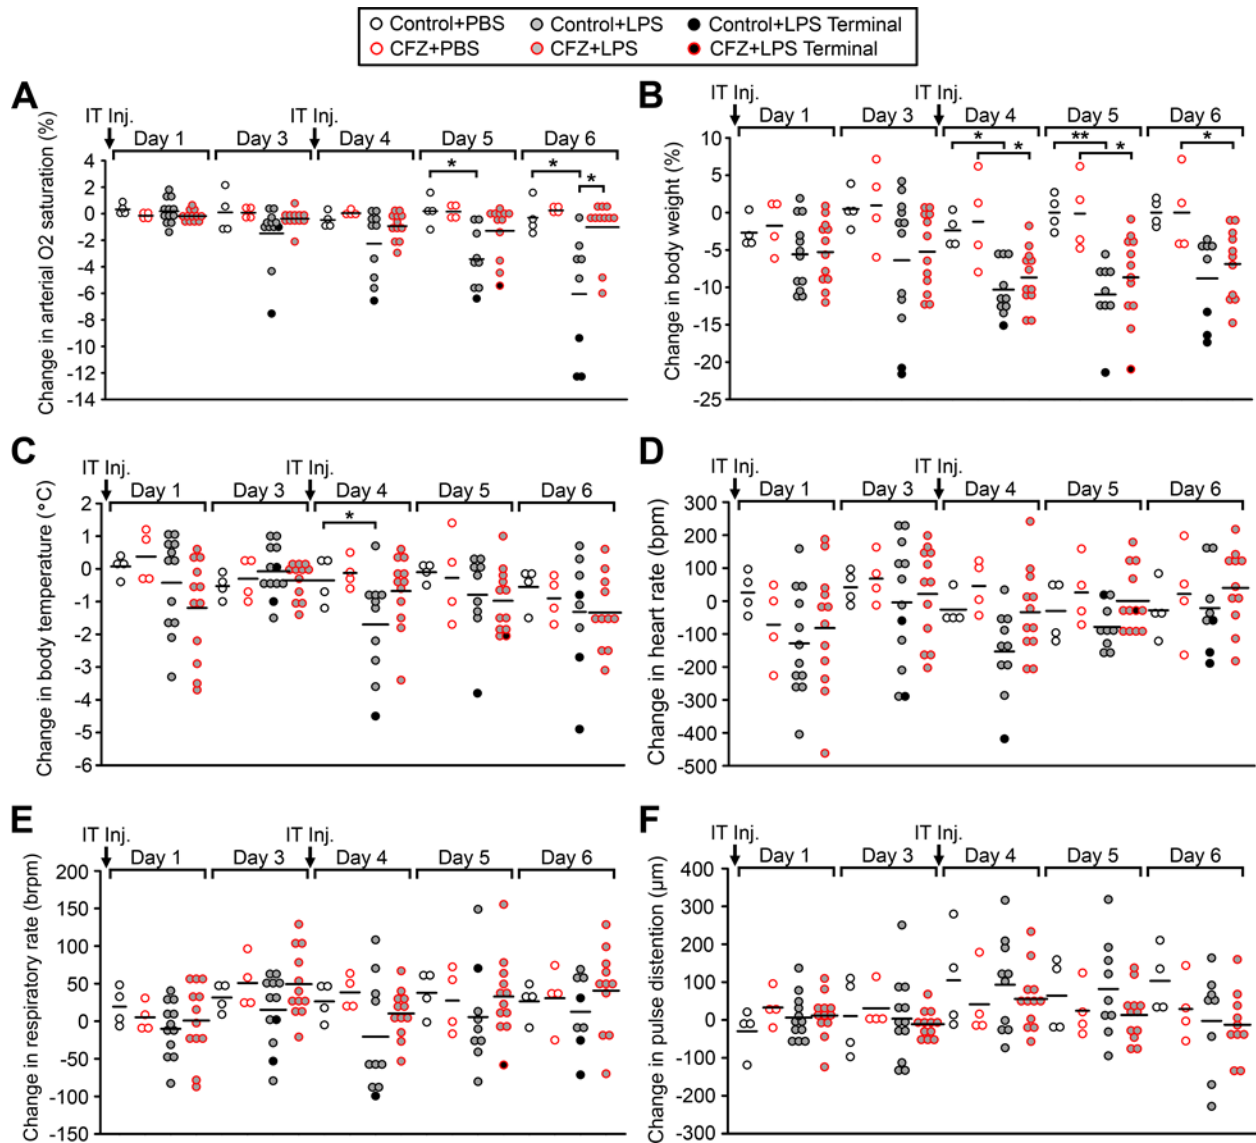 Control+PBS Control+LPS Control+LPS Terminal
CFZ+PBS CFZ+LPS CFZ+LPS Terminal
A
IT Inj. IT Inj.
Day 1 Day 3 Day 4 Day 5 Day 6
Change in arterial O2 saturation (%)
4
2
0
-2
-4
-6
-8
-10
-12
-14
* * *
B
IT Inj. IT Inj.
Day 1 Day 3 Day 4 Day 5 Day 6
Change in body weight (%)
10
5
0
-5
-10
-15
-20
-25
* * ** * *
C
IT Inj. IT Inj.
Day 1 Day 3 Day 4 Day 5 Day 6
Change in body temperature (°C)
2
1
0
-1
-2
-3
-4
-5
-6
*
D
IT Inj. IT Inj.
Day 1 Day 3 Day 4 Day 5 Day 6
Change in heart rate (bpm)
300
200
100
0
-100
-200
-300
-400
-500
E
IT Inj. IT Inj.
Day 1 Day 3 Day 4 Day 5 Day 6
Change in respiratory rate (brpm)
200
150
100
50
0
-50
-100
-150
F
IT Inj. IT Inj.
Day 1 Day 3 Day 4 Day 5 Day 6
Change in pulse distention (µm)
400
300
200
100
0
-100
-200
-300